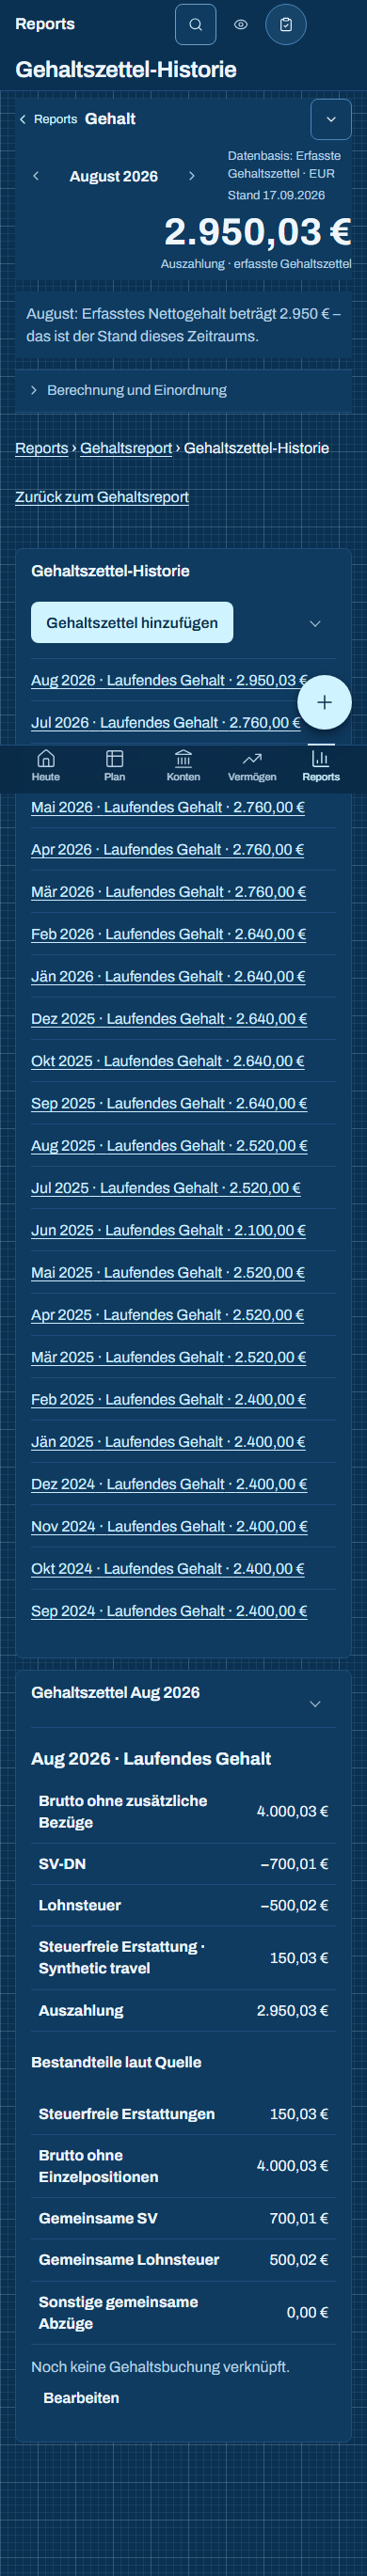 Reports
Gehaltszettel-Historie
Reports Gehalt
August 2026
Datenbasis: Erfasste
Gehaltszettel · EUR
Stand 17.09.2026
2.950,03 €
Auszahlung · erfasste Gehaltszettel
August: Erfasstes Nettogehalt beträgt 2.950 € –
das ist der Stand dieses Zeitraums.
Berechnung und Einordnung
Reports › Gehaltsreport › Gehaltszettel-Historie
Zurück zum Gehaltsreport
Gehaltszettel-Historie
Gehaltszettel hinzufügen
Aug 2026 · Laufendes Gehalt · 2.950,03 €
Jul 2026 · Laufendes Gehalt · 2.760,00 €
Heute Plan Konten Vermögen Reports
Mai 2026 · Laufendes Gehalt · 2.760,00 €
Apr 2026 · Laufendes Gehalt · 2.760,00 €
Mär 2026 · Laufendes Gehalt · 2.760,00 €
Feb 2026 · Laufendes Gehalt · 2.640,00 €
Jän 2026 · Laufendes Gehalt · 2.640,00 €
Dez 2025 · Laufendes Gehalt · 2.640,00 €
Okt 2025 · Laufendes Gehalt · 2.640,00 €
Sep 2025 · Laufendes Gehalt · 2.640,00 €
Aug 2025 · Laufendes Gehalt · 2.520,00 €
Jul 2025 · Laufendes Gehalt · 2.520,00 €
Jun 2025 · Laufendes Gehalt · 2.100,00 €
Mai 2025 · Laufendes Gehalt · 2.520,00 €
Apr 2025 · Laufendes Gehalt · 2.520,00 €
Mär 2025 · Laufendes Gehalt · 2.520,00 €
Feb 2025 · Laufendes Gehalt · 2.400,00 €
Jän 2025 · Laufendes Gehalt · 2.400,00 €
Dez 2024 · Laufendes Gehalt · 2.400,00 €
Nov 2024 · Laufendes Gehalt · 2.400,00 €
Okt 2024 · Laufendes Gehalt · 2.400,00 €
Sep 2024 · Laufendes Gehalt · 2.400,00 €
Gehaltszettel Aug 2026
Aug 2026 · Laufendes Gehalt
Brutto ohne zusätzliche
Bezüge 4.000,03 €
SV-DN −700,01 €
Lohnsteuer −500,02 €
Steuerfreie Erstattung ·
Synthetic travel 150,03 €
Auszahlung 2.950,03 €
Bestandteile laut Quelle
Steuerfreie Erstattungen 150,03 €
Brutto ohne
Einzelpositionen 4.000,03 €
Gemeinsame SV 700,01 €
Gemeinsame Lohnsteuer 500,02 €
Sonstige gemeinsame
Abzüge 0,00 €
Noch keine Gehaltsbuchung verknüpft.
Bearbeiten